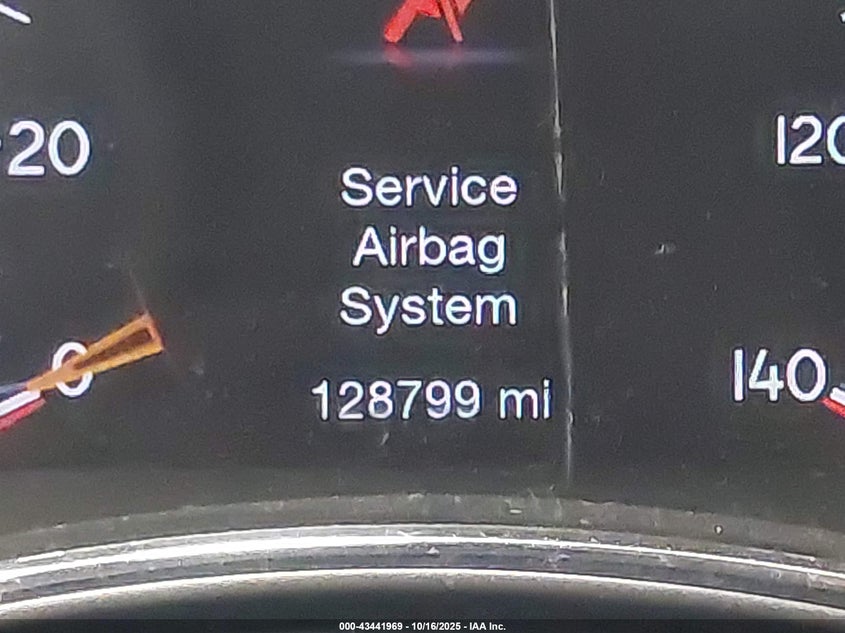 20
120
Service
Airbag
System
0
140
128799 mi
000-43441969 - 10/16/2025 - IAA Inc.